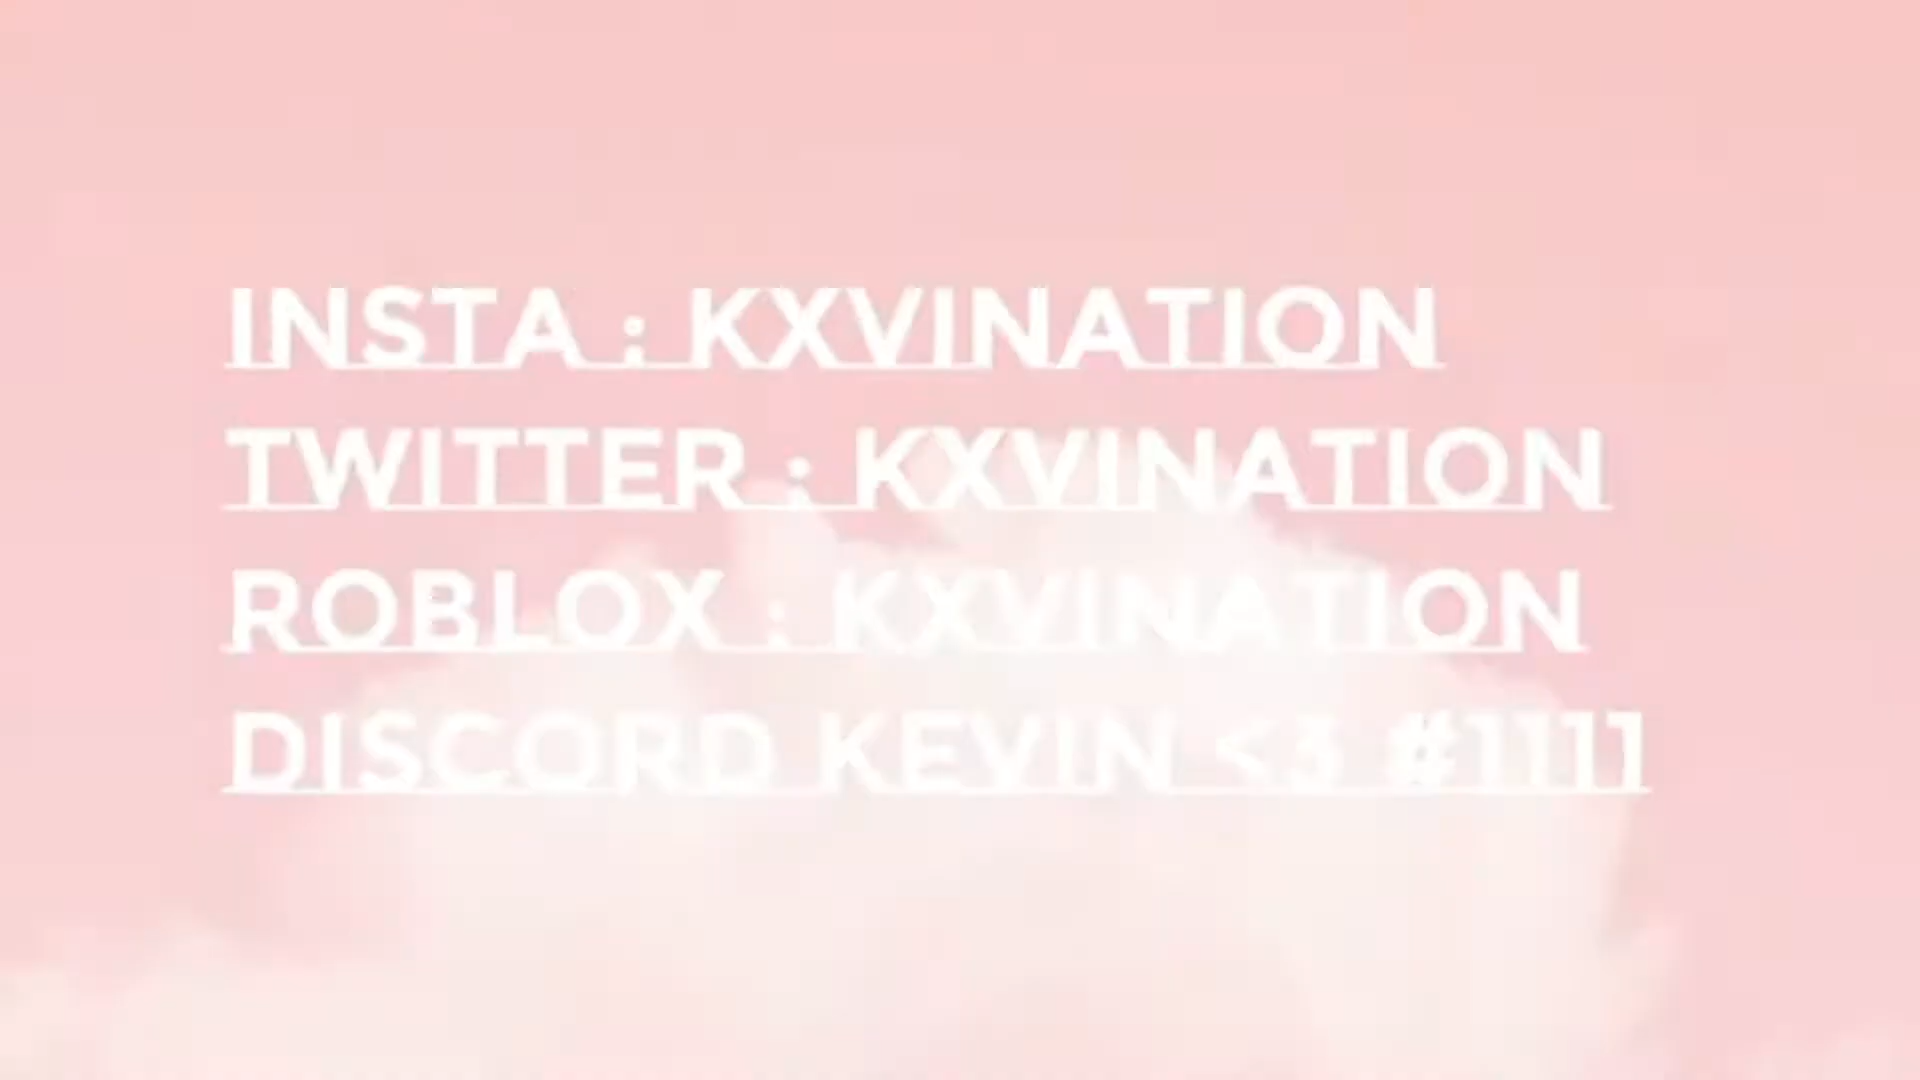 INSTA : KXVINATION
TWITTER : KXVINATION
ROBLOX : KXVINATION
DISCORD KEVIN <3 #1111